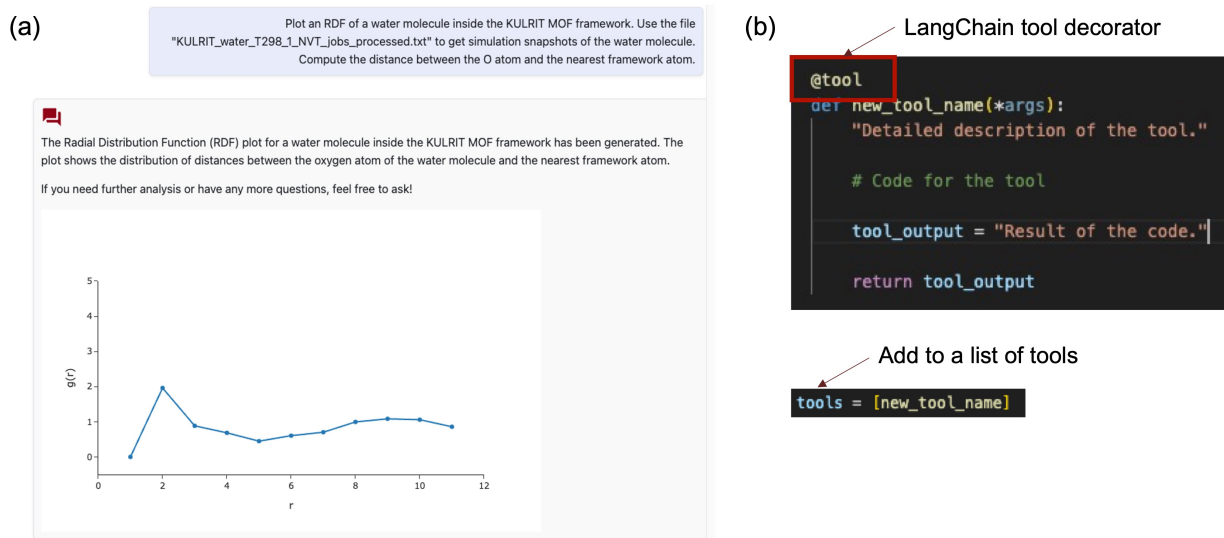 (a)
Plot an RDF of a water molecule inside the KULRIT MOF framework. Use the file
"KULRIT_water_T298_1_NVT_jobs_processed.txt" to get simulation snapshots of the water molecule.
Compute the distance between the O atom and the nearest framework atom.
The Radial Distribution Function (RDF) plot for a water molecule inside the KULRIT MOF framework has been generated. The
plot shows the distribution of distances between the oxygen atom of the water molecule and the nearest framework atom.
If you need further analysis or have any more questions, feel free to ask!
5
4
3
2
1
0
g(r)
0 2 4 6 8 10 12
r
(b)
LangChain tool decorator
@tool
def new_tool_name(*args):
"Detailed description of the tool."
# Code for the tool
tool_output = "Result of the code."
return tool_output
Add to a list of tools
tools = [new_tool_name]